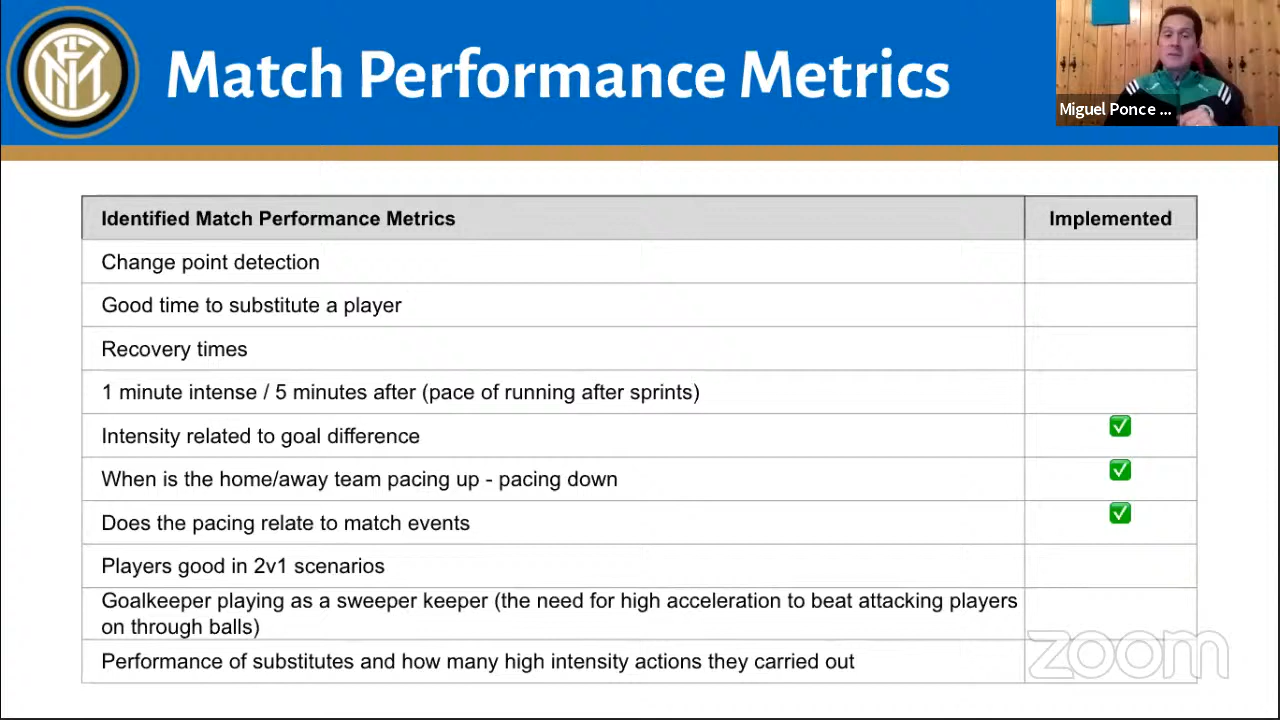 Match Performance Metrics
Miguel Ponce ...
Identified Match Performance Metrics
Implemented
Change point detection
Good time to substitute a player
Recovery times
1 minute intense / 5 minutes after (pace of running after sprints)
Intensity related to goal difference
✅
When is the home/away team pacing up - pacing down
✅
Does the pacing relate to match events
✅
Players good in 2v1 scenarios
Goalkeeper playing as a sweeper keeper (the need for high acceleration to beat attacking players
on through balls)
Performance of substitutes and how many high intensity actions they carried out
zoom